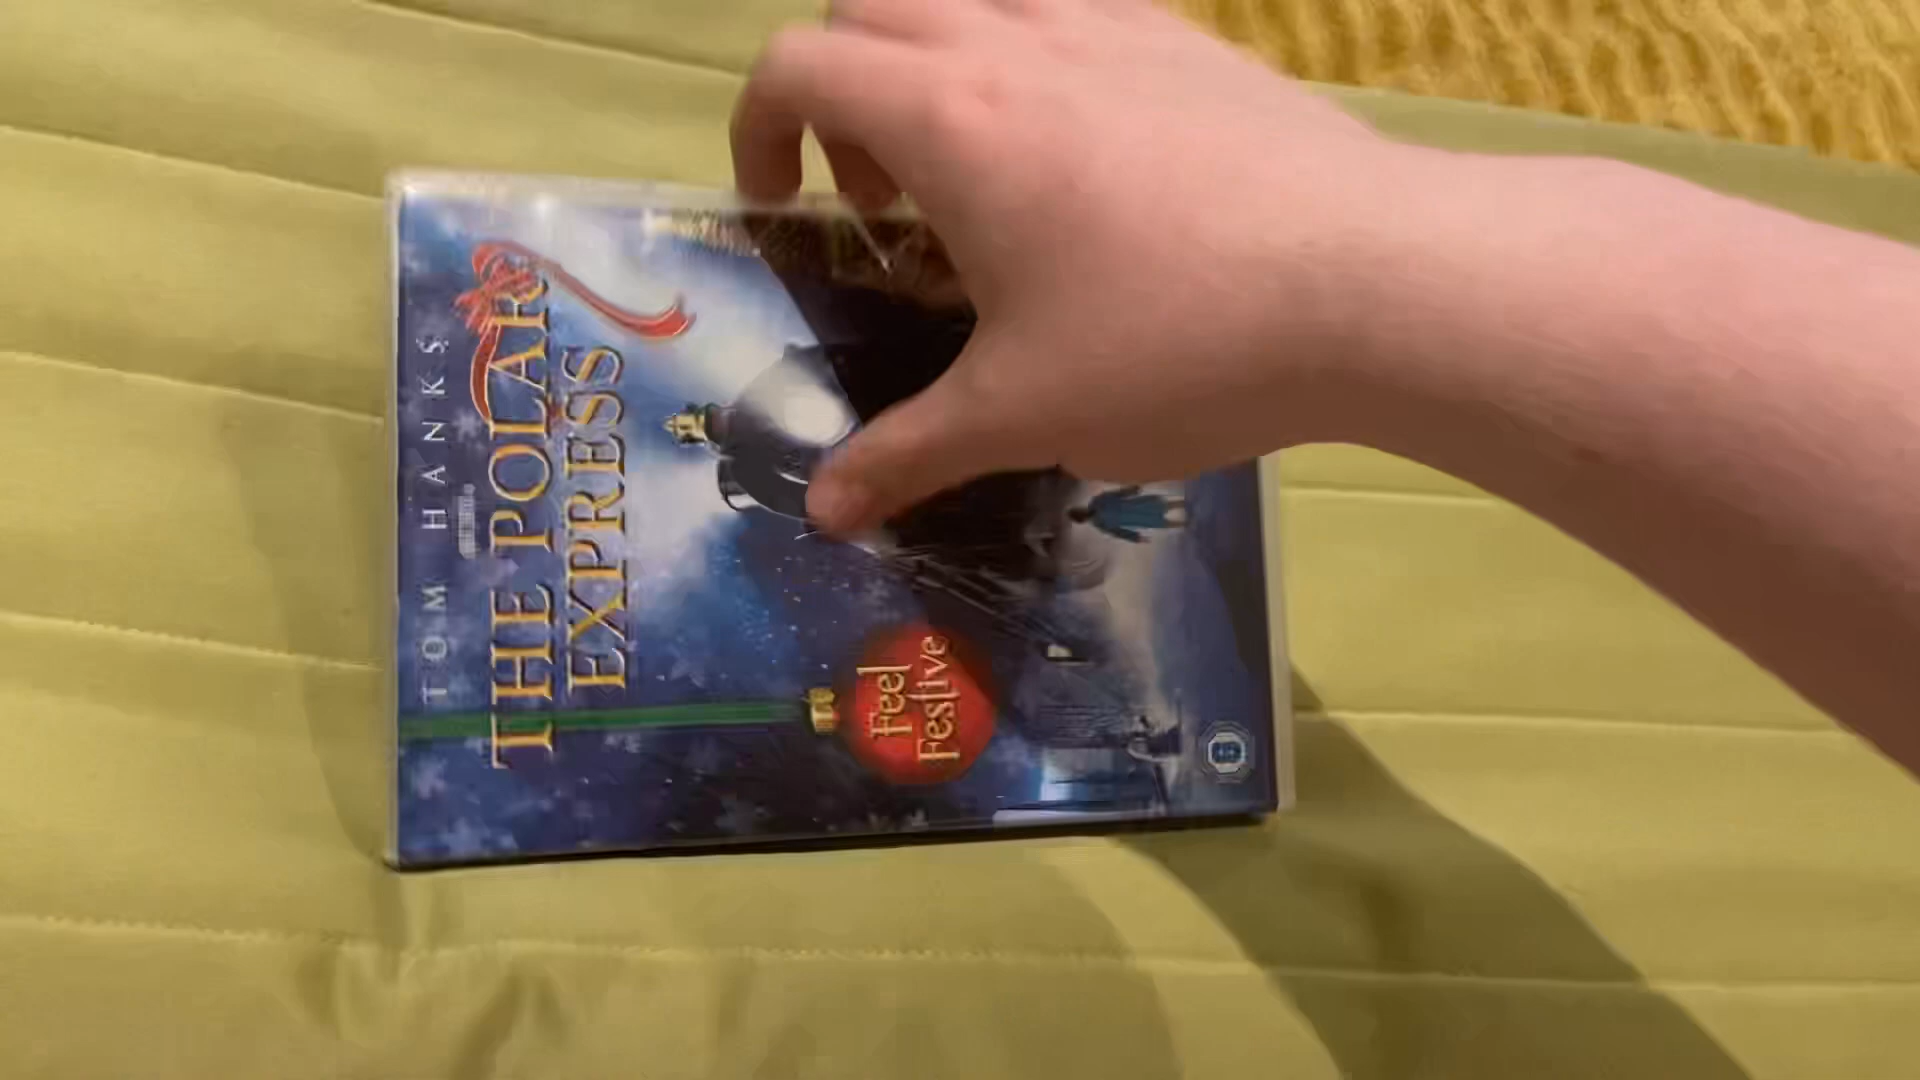 TOM HANKS
THE POLAR
EXPRESS
Feel
Festive